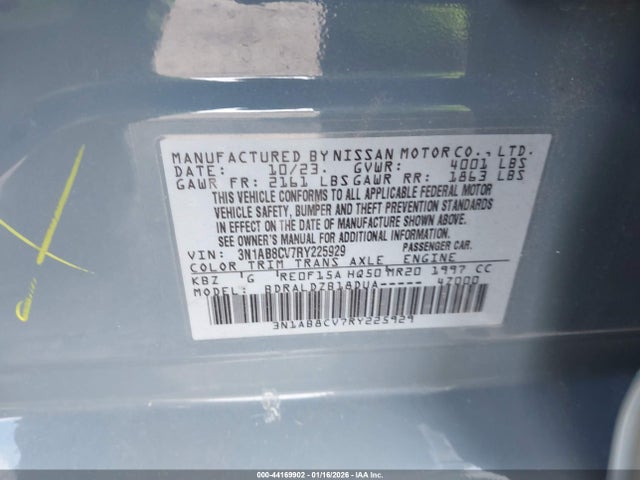 MANUFACTURED BY NISSAN MOTOR CO., LTD.
DATE: 10/23. GVWR: 4001 LBS
GAWR FR: 2161 LBS GAWR RR: 1863 LBS
THIS VEHICLE CONFORMS TO ALL APPLICABLE FEDERAL MOTOR
VEHICLE SAFETY, BUMPER AND THEFT PREVENTION STANDARDS
IN EFFECT ON THE DATE OF MANUFACTURE SHOWN ABOVE.
SEE OWNER'S MANUAL FOR ADDITIONAL INFORMATION.
VIN: 3N1AB8CV7RY225929 PASSENGER CAR.
COLOR TRIM TRANS AXLE ENGINE
KBZ G RE0F15A HQ50 MR20 1997 CC
MODEL: BDRALDZB18DUA----- 4Z000
3N1AB8CV7RY225929
000-44169902 - 01/16/2026 - IAA Inc.